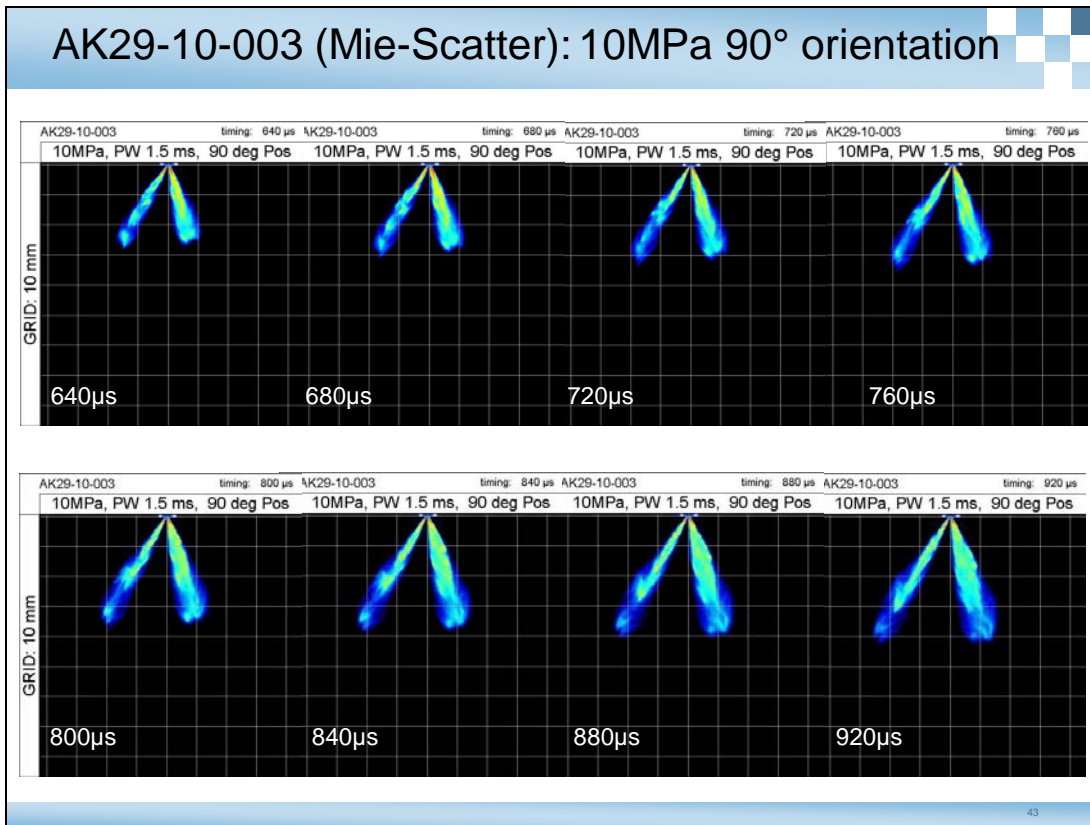 AK29-10-003 (Mie-Scatter): 10MPa 90° orientation
AK29-10-003 timing: 640 µs AK29-10-003 timing: 680 µs AK29-10-003 timing: 720 µs AK29-10-003 timing: 760 µs
10MPa, PW 1.5 ms, 90 deg Pos 10MPa, PW 1.5 ms, 90 deg Pos 10MPa, PW 1.5 ms, 90 deg Pos 10MPa, PW 1.5 ms, 90 deg Pos
GRID: 10 mm
640µs 680µs 720µs 760µs
AK29-10-003 timing: 800 µs AK29-10-003 timing: 840 µs AK29-10-003 timing: 880 µs AK29-10-003 timing: 920 µs
10MPa, PW 1.5 ms, 90 deg Pos 10MPa, PW 1.5 ms, 90 deg Pos 10MPa, PW 1.5 ms, 90 deg Pos 10MPa, PW 1.5 ms, 90 deg Pos
GRID: 10 mm
800µs 840µs 880µs 920µs
43